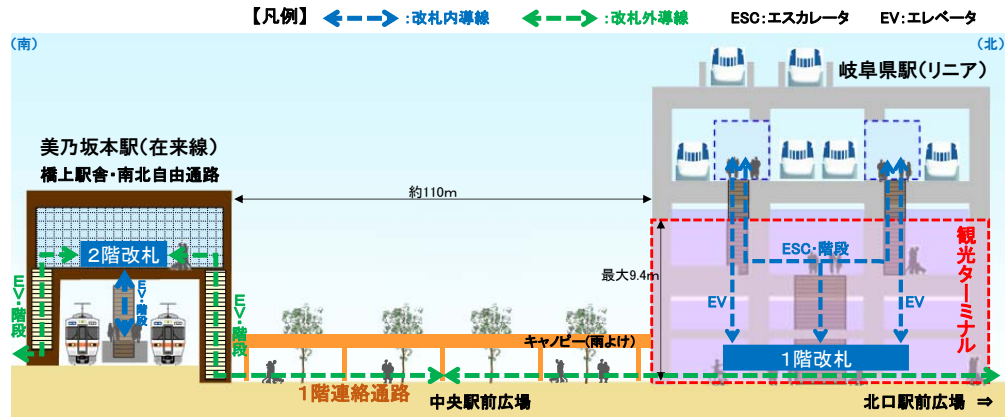 【凡例】 :改札内導線 :改札外導線 ESC:エスカレータ EV:エレベータ
(南)
(北)
岐阜県駅(リニア)
美乃坂本駅(在来線)
橋上駅舎・南北自由通路
約110m
2階改札
EV・階段
EV・階段
EV・階段
最大9.4m
ESC・階段
EV
EV
観光ターミナル
キャノピー(雨よけ)
1階改札
1階連絡通路
中央駅前広場
北口駅前広場 ⇒